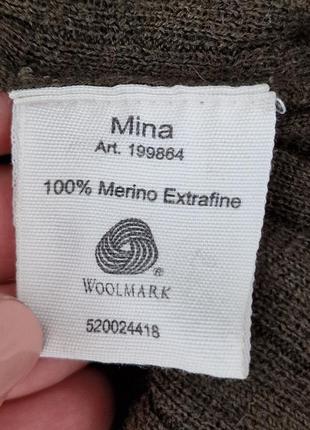 Mina
Art. 199864
100% Merino Extrafine
®
WOOLMARK
520024418